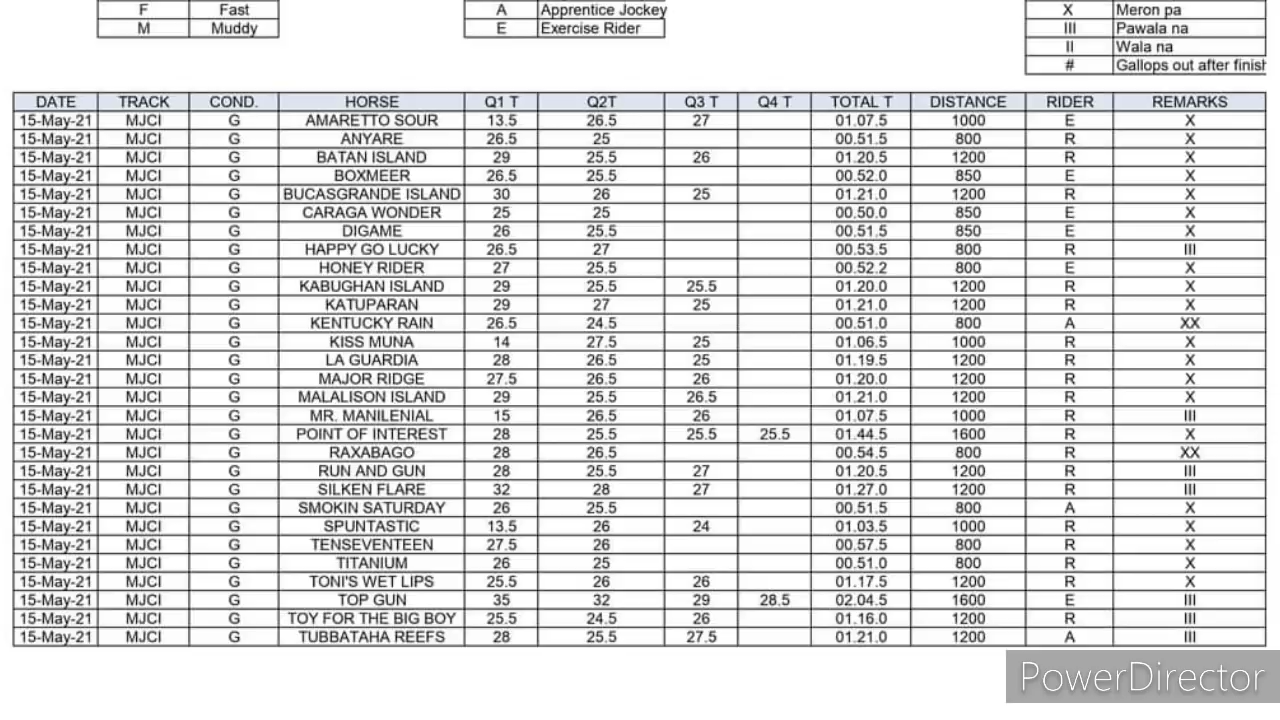 F Fast A Apprentice Jockey X Meron pa
M Muddy E Exercise Rider III Pawala na
II Wala na
# Gallops out after finish
DATE TRACK COND. HORSE Q1 T Q2T Q3 T Q4 T TOTAL T DISTANCE RIDER REMARKS
15-May-21 MJCI G AMARETTO SOUR 13.5 26.5 27 01.07.5 1000 E X
15-May-21 MJCI G ANYARE 26.5 25 00.51.5 800 R X
15-May-21 MJCI G BATAN ISLAND 29 25.5 26 01.20.5 1200 R X
15-May-21 MJCI G BOXMEER 26.5 25.5 00.52.0 850 E X
15-May-21 MJCI G BUCASGRANDE ISLAND 30 26 25 01.21.0 1200 R X
15-May-21 MJCI G CARAGA WONDER 25 25 00.50.0 850 E X
15-May-21 MJCI G DIGAME 26 25.5 00.51.5 850 E X
15-May-21 MJCI G HAPPY GO LUCKY 26.5 27 00.53.5 800 R III
15-May-21 MJCI G HONEY RIDER 27 25.5 00.52.2 800 E X
15-May-21 MJCI G KABUGHAN ISLAND 29 25.5 25.5 01.20.0 1200 R X
15-May-21 MJCI G KATUPARAN 29 27 25 01.21.0 1200 R X
15-May-21 MJCI G KENTUCKY RAIN 26.5 24.5 00.51.0 800 A XX
15-May-21 MJCI G KISS MUNA 14 27.5 25 01.06.5 1000 R X
15-May-21 MJCI G LA GUARDIA 28 26.5 25 01.19.5 1200 R X
15-May-21 MJCI G MAJOR RIDGE 27.5 26.5 26 01.20.0 1200 R X
15-May-21 MJCI G MALALISON ISLAND 29 25.5 26.5 01.21.0 1200 R X
15-May-21 MJCI G MR. MANILENIAL 15 26.5 26 01.07.5 1000 R III
15-May-21 MJCI G POINT OF INTEREST 28 25.5 25.5 25.5 01.44.5 1600 R X
15-May-21 MJCI G RAXABAGO 28 26.5 00.54.5 800 R XX
15-May-21 MJCI G RUN AND GUN 28 25.5 27 01.20.5 1200 R III
15-May-21 MJCI G SILKEN FLARE 32 28 27 01.27.0 1200 R III
15-May-21 MJCI G SMOKIN SATURDAY 26 25.5 00.51.5 800 A X
15-May-21 MJCI G SPUNTASTIC 13.5 26 24 01.03.5 1000 R X
15-May-21 MJCI G TENSEVENTEEN 27.5 26 00.57.5 800 R X
15-May-21 MJCI G TITANIUM 26 25 00.51.0 800 R X
15-May-21 MJCI G TONI'S WET LIPS 25.5 26 26 01.17.5 1200 R X
15-May-21 MJCI G TOP GUN 35 32 29 28.5 02.04.5 1600 E III
15-May-21 MJCI G TOY FOR THE BIG BOY 25.5 24.5 26 01.16.0 1200 R III
15-May-21 MJCI G TUBBATAHA REEFS 28 25.5 27.5 01.21.0 1200 A III
PowerDirector